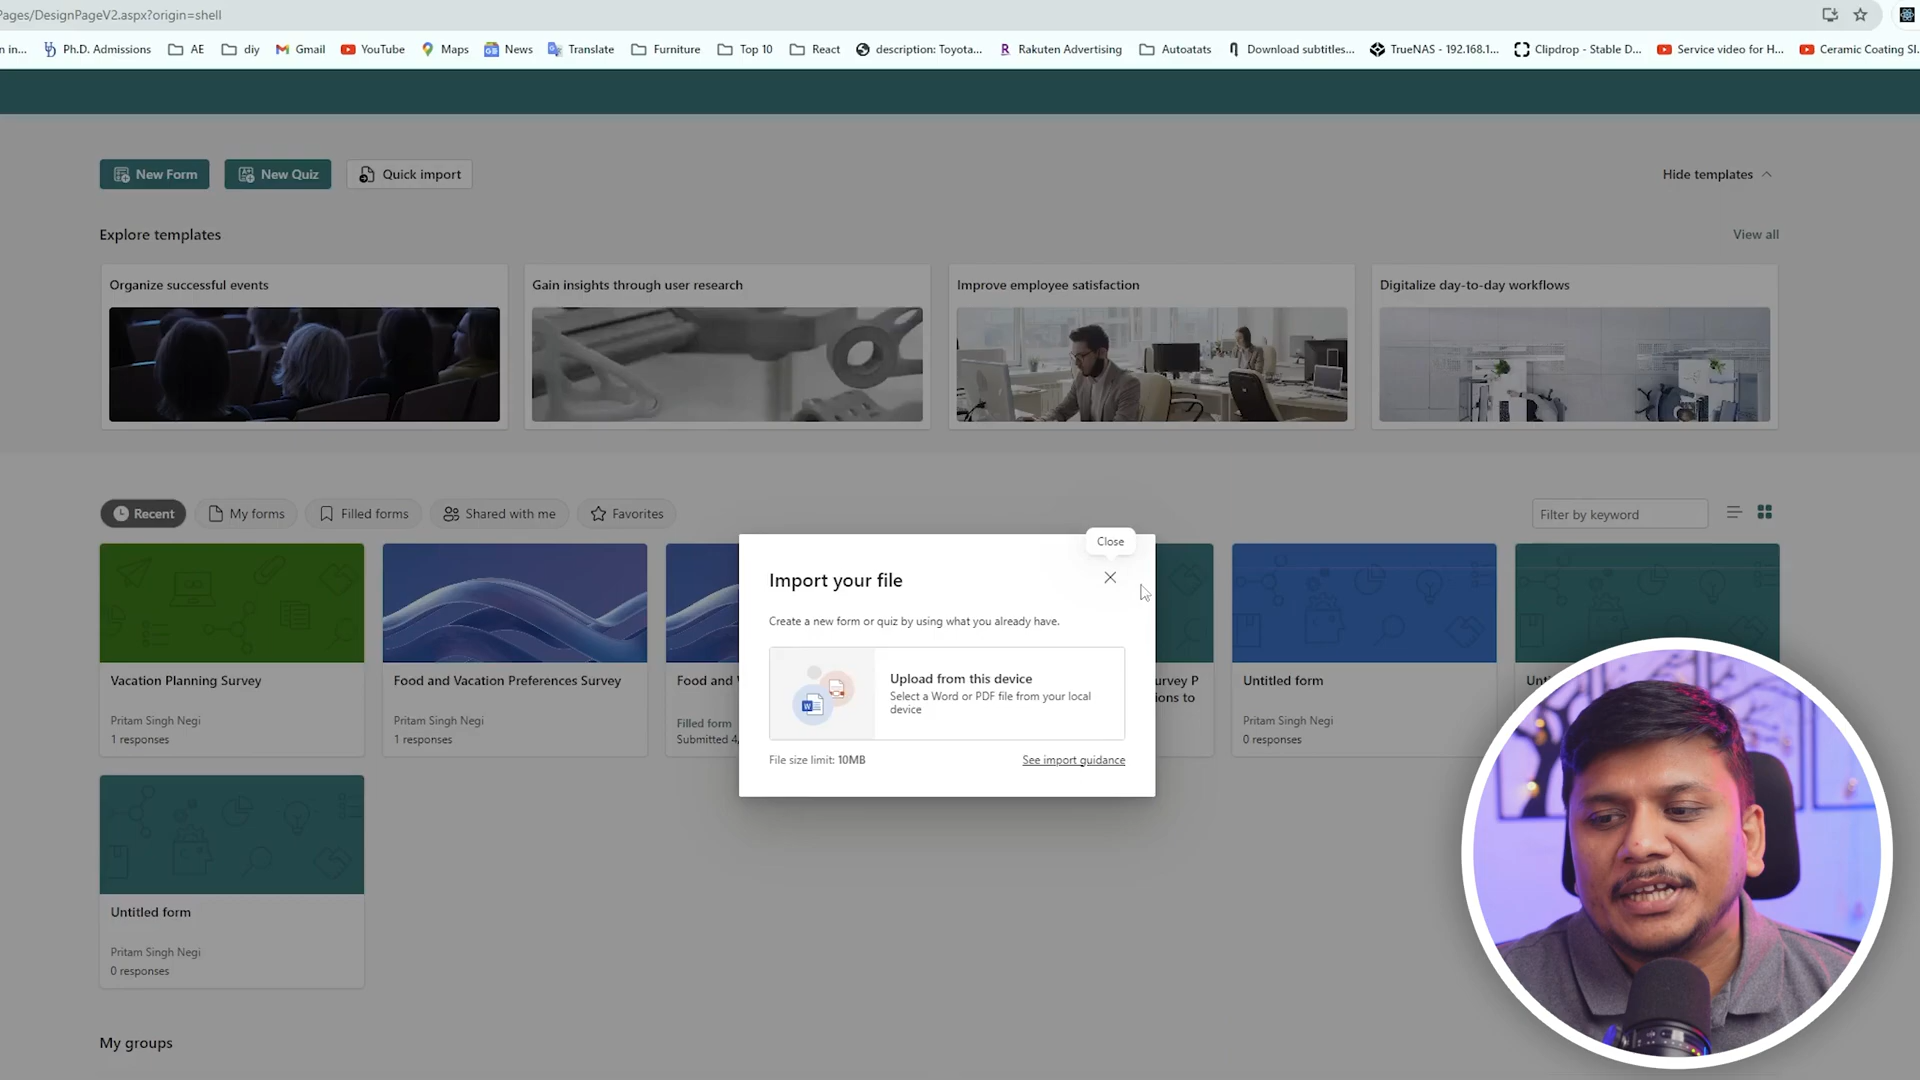 Pages/DesignPageV2.aspx?origin=shell
n in...
Ph.D. Admissions
AE
diy
Gmail
YouTube
Maps
News
Translate
Furniture
Top 10
React
description: Toyota...
Rakuten Advertising
Autoatats
Download subtitles...
TrueNAS - 192.168.1...
Clipdrop - Stable D...
Service video for H...
Ceramic Coating SI.
New Form
New Quiz
Quick import
Hide templates
Explore templates
View all
Organize successful events
Gain insights through user research
Improve employee satisfaction
Digitalize day-to-day workflows
Recent
My forms
Filled forms
Shared with me
Favorites
Filter by keyword
Close
Import your file
Create a new form or quiz by using what you already have.
Upload from this device
Select a Word or PDF file from your local
device
File size limit: 10MB
See import guidance
Vacation Planning Survey
Pritam Singh Negi
1 responses
Food and Vacation Preferences Survey
Pritam Singh Negi
1 responses
Food and
Filled form
Submitted 4,
survey P
ions to
Untitled form
Pritam Singh Negi
0 responses
Untitled form
Pritam Singh Negi
0 responses
My groups